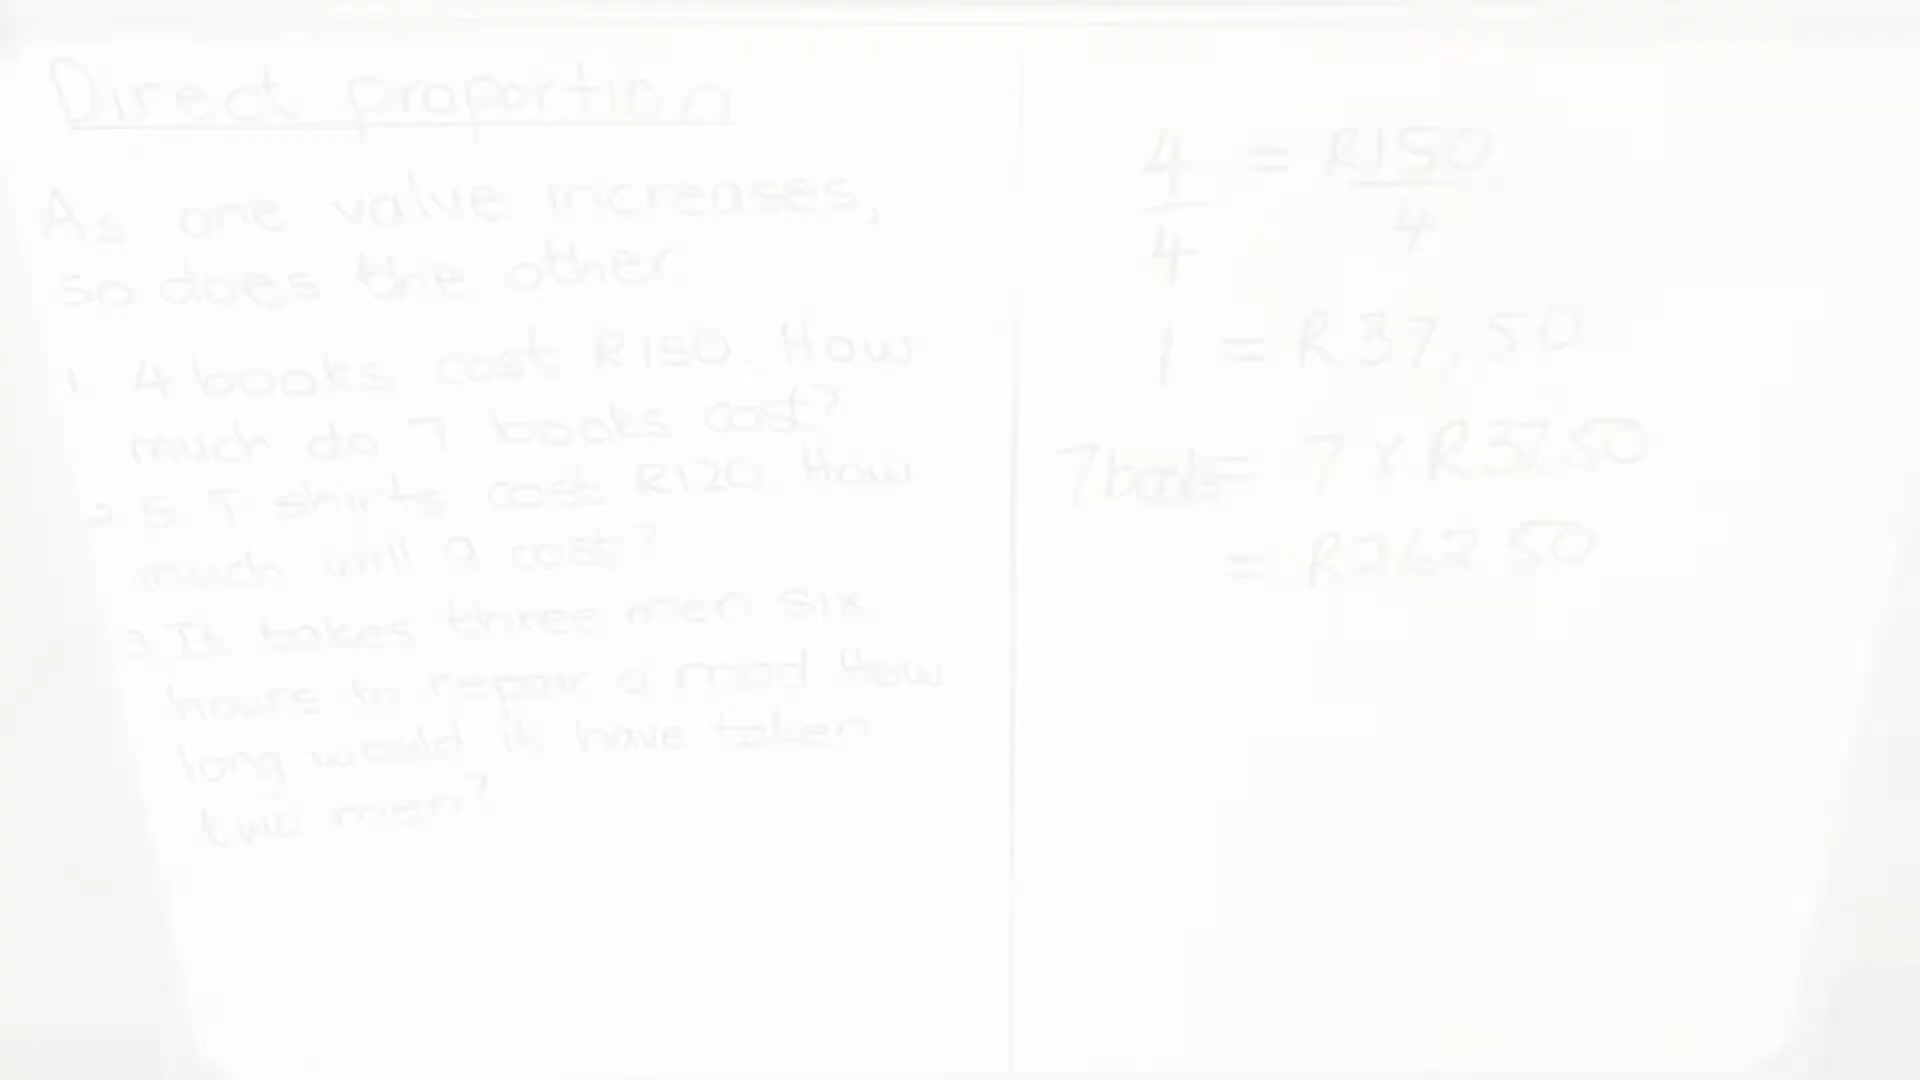 Direct proportion
As one value increases,
so does the other
1 4 books cost R150. How
much do 7 books cost?
2 5 T-shirts cost R120 How
much will 9 cost?
3 It takes three men six
hours to repair a road How
long would it have taken
two men?
4 = R150
4 4
1 = R37,50
7 books = 7 x R37.50
= R262 50